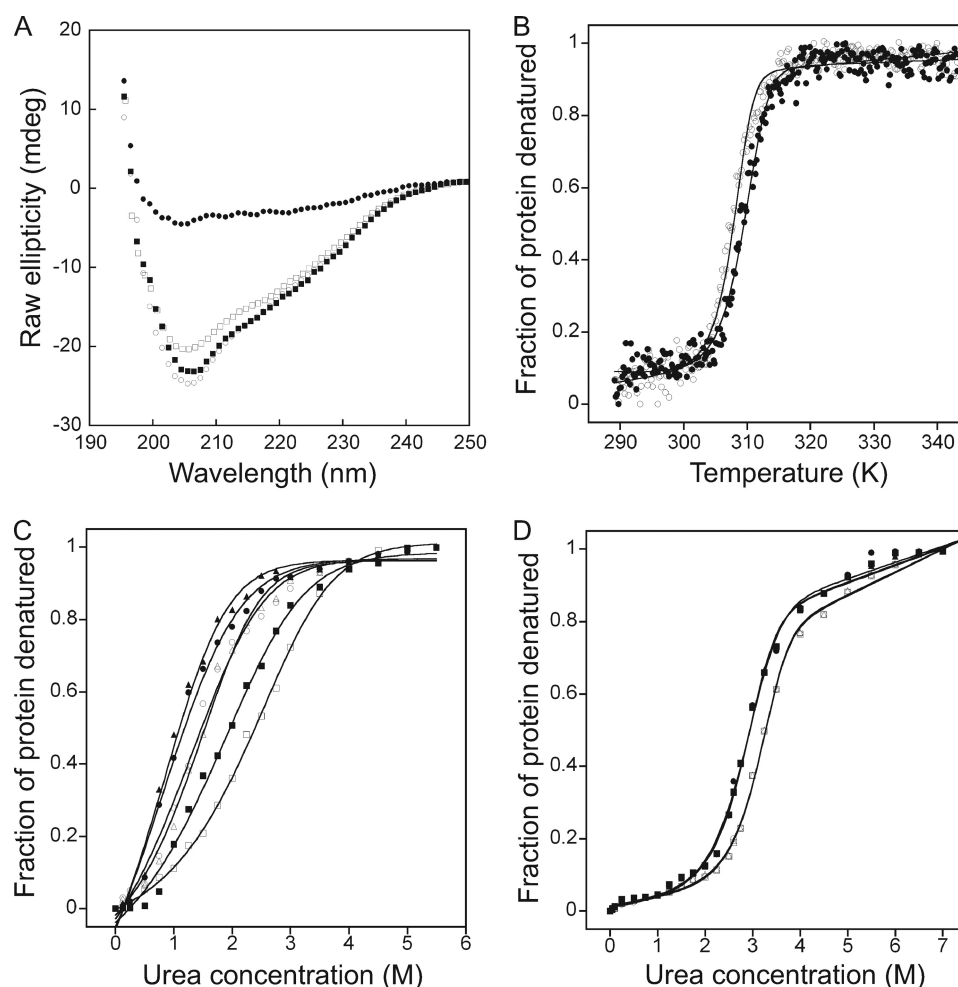 A
Raw ellipticity (mdeg)
20
10
0
-10
-20
-30
190 200 210 220 230 240 250
Wavelength (nm)
B
Fraction of protein denatured
1
0.8
0.6
0.4
0.2
0
290 300 310 320 330 340
Temperature (K)
C
Fraction of protein denatured
1
0.8
0.6
0.4
0.2
0
0 1 2 3 4 5 6
Urea concentration (M)
D
Fraction of protein denatured
1
0.8
0.6
0.4
0.2
0
0 1 2 3 4 5 6 7
Urea concentration (M)